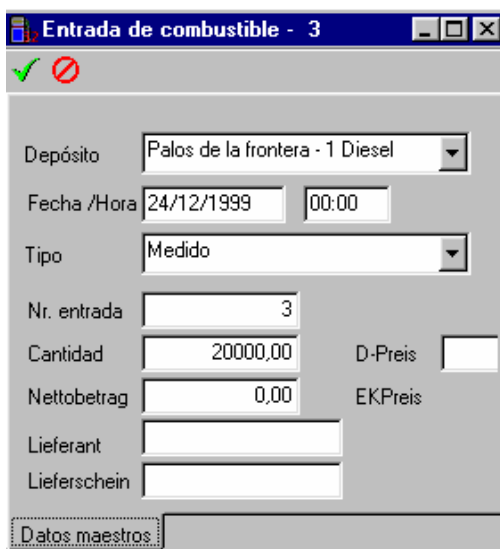 Entrada de combustible -  3
Depósito Palos de la frontera - 1 Diesel
Fecha /Hora 24/12/1999 00:00
Tipo Medido
Nr. entrada 3
Cantidad 20000,00 D-Preis
Nettobetrag 0,00 EKPreis
Lieferant
Lieferschein
Datos maestros